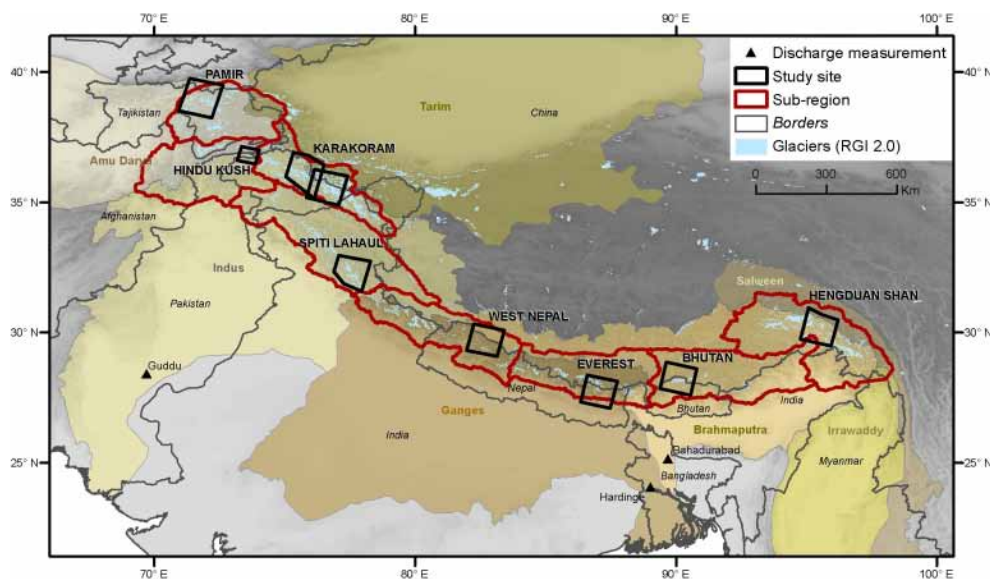 70° E
80° E
90° E
100° E
40° N
35° N
30° N
25° N
40° N
35° N
30° N
25° N
Discharge measurement
Study site
Sub-region
Borders
Glaciers (RGI 2.0)
0 300 600
Km
PAMIR
Tajikistan
Tarim
China
Amu Darya
HINDU KUSH
KARAKORAM
Afghanistan
SPITI LAHAUL
Indus
Pakistan
Salween
HENGDUAN SHAN
WEST NEPAL
Guddu
EVEREST
BHUTAN
Nepal
Bhutan
India
Ganges
India
Brahmaputra
Irrawaddy
Bahadurabad
Myanmar
Bangladesh
Hardinge
70° E
80° E
90° E
100° E